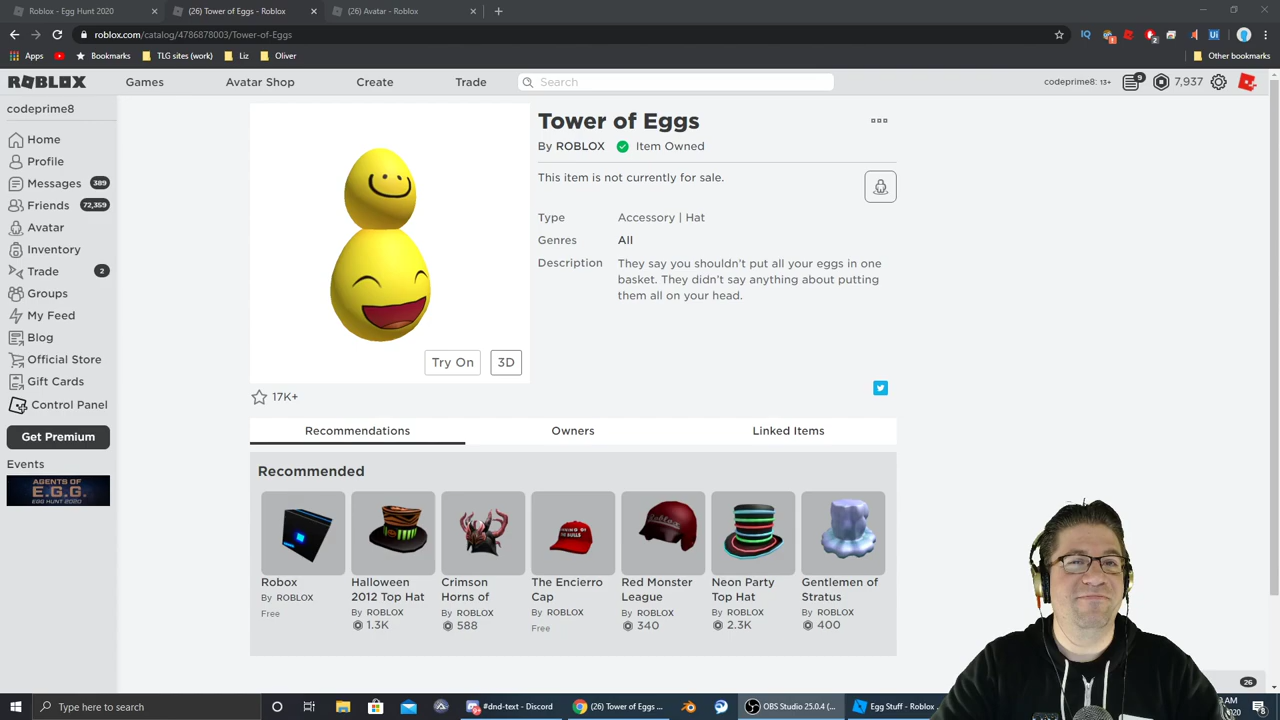 Roblox - Egg Hunt 2020
(26) Tower of Eggs - Roblox
(26) Avatar - Roblox
roblox.com/catalog/4786878003/Tower-of-Eggs
Apps
Bookmarks
TLG sites (work)
Liz
Oliver
Other bookmarks
ROBLOX
Games
Avatar Shop
Create
Trade
Search
codeprime8: 13+
9
7,937
codeprime8
Home
Profile
Messages 389
Friends 72,359
Avatar
Inventory
Trade 2
Groups
My Feed
Blog
Official Store
Gift Cards
Control Panel
Get Premium
Events
AGENTS OF
E.G.G.
EGG HUNT 2020
Try On
3D
17K+
Tower of Eggs
By ROBLOX Item Owned
This item is not currently for sale.
Type Accessory | Hat
Genres All
Description They say you shouldn't put all your eggs in one
basket. They didn't say anything about putting
them all on your head.
Recommendations
Owners
Linked Items
Recommended
Robox
By ROBLOX
Free
Halloween
2012 Top Hat
By ROBLOX
1.3K
Crimson
Horns of
By ROBLOX
588
The Encierro
Cap
By ROBLOX
Free
Red Monster
League
By ROBLOX
340
Neon Party
Top Hat
By ROBLOX
2.3K
Gentlemen of
Stratus
By ROBLOX
400
26
Type here to search
#dnd-text - Discord
(26) Tower of Eggs ...
OBS Studio 25.0.4 (...
Egg Stuff - Roblox